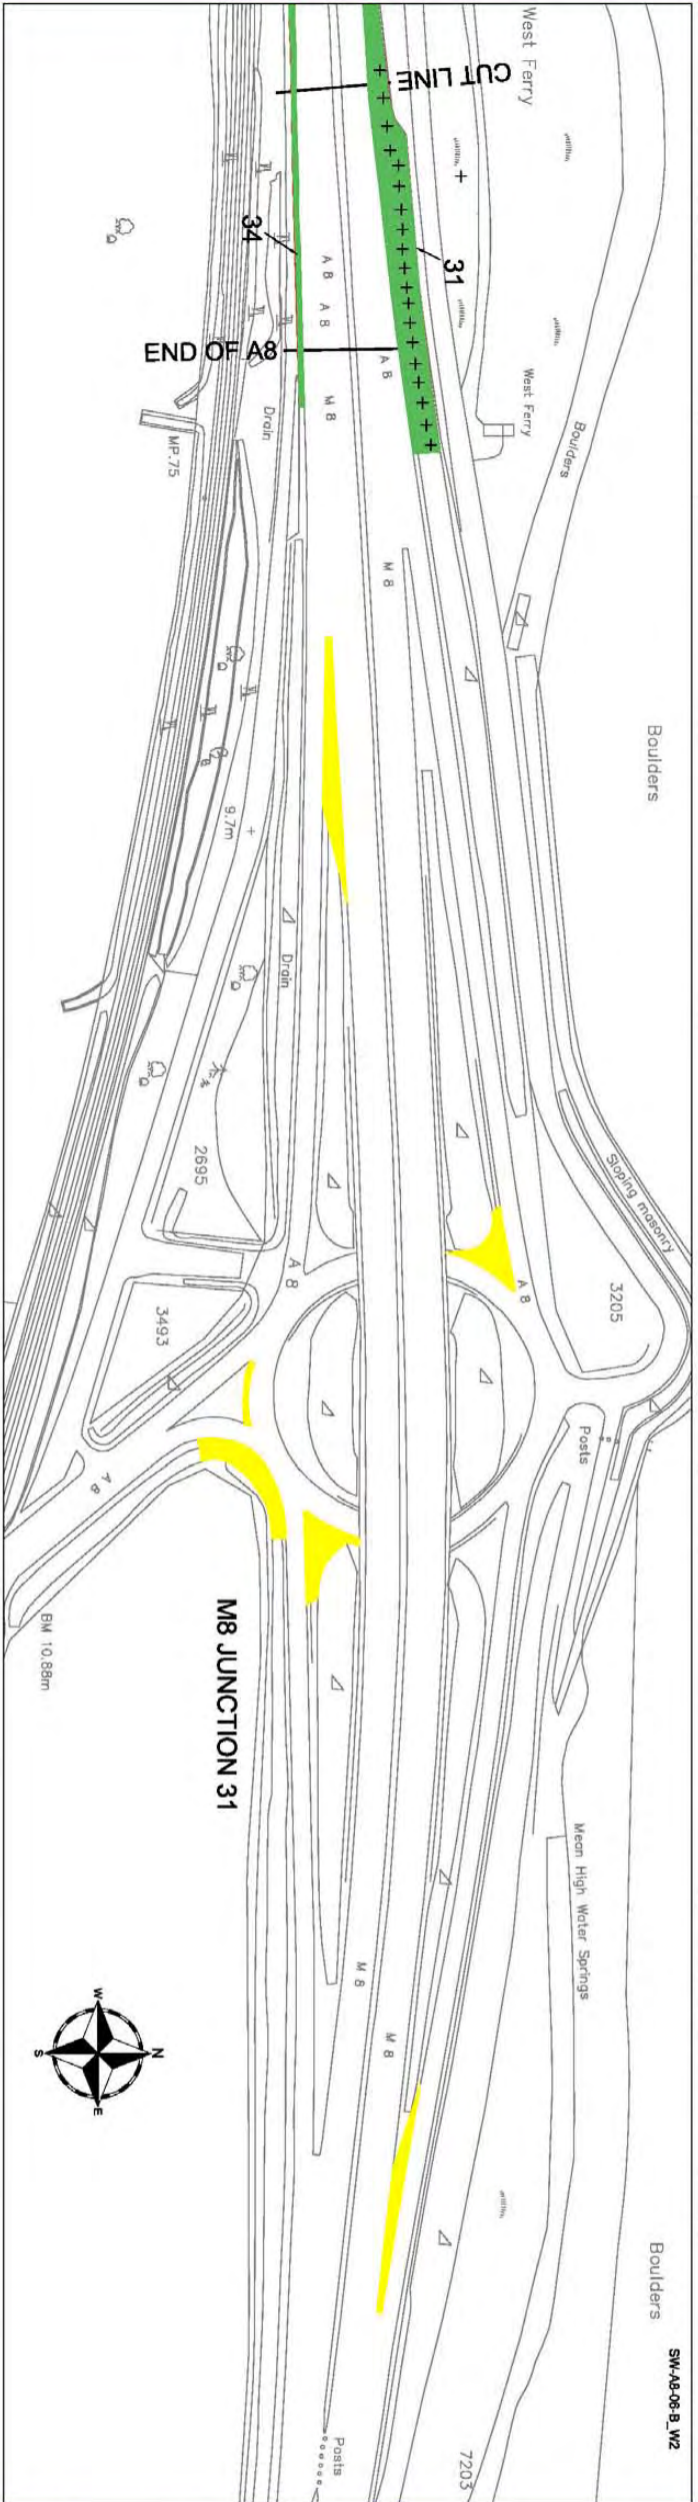 SW-A8-06-B_W2
Boulders
Boulders
7203
West Ferry
West Ferry
Boulders
Sloping masonry
3205
Posts
Mean High Water Springs
CUT LINE
31
A 8
A 8
A 8
A 8
M 8
M 8
A 8
M 8
M 8
Posts
34
END OF A8
Drain
Drain
A 8
MP.75
9.7m
2695
3493
A 8
BM 10.88m
M8 JUNCTION 31
N
E
S
W